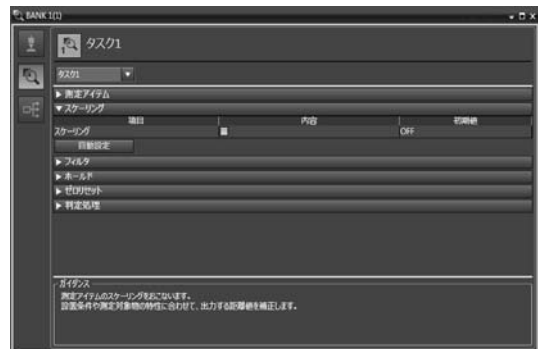 BANK 1(1)
1 タスク1
タスク1
▶ 測定アイテム
▼ スケーリング
項目 内容 初期値
スケーリング OFF
自動設定
▶ フィルタ
▶ ホールド
▶ ゼロリセット
▶ 判定処理
ガイダンス
測定アイテムのスケーリングをおこないます。
設置条件や測定対象物の特性に合わせて、出力する距離値を補正します。